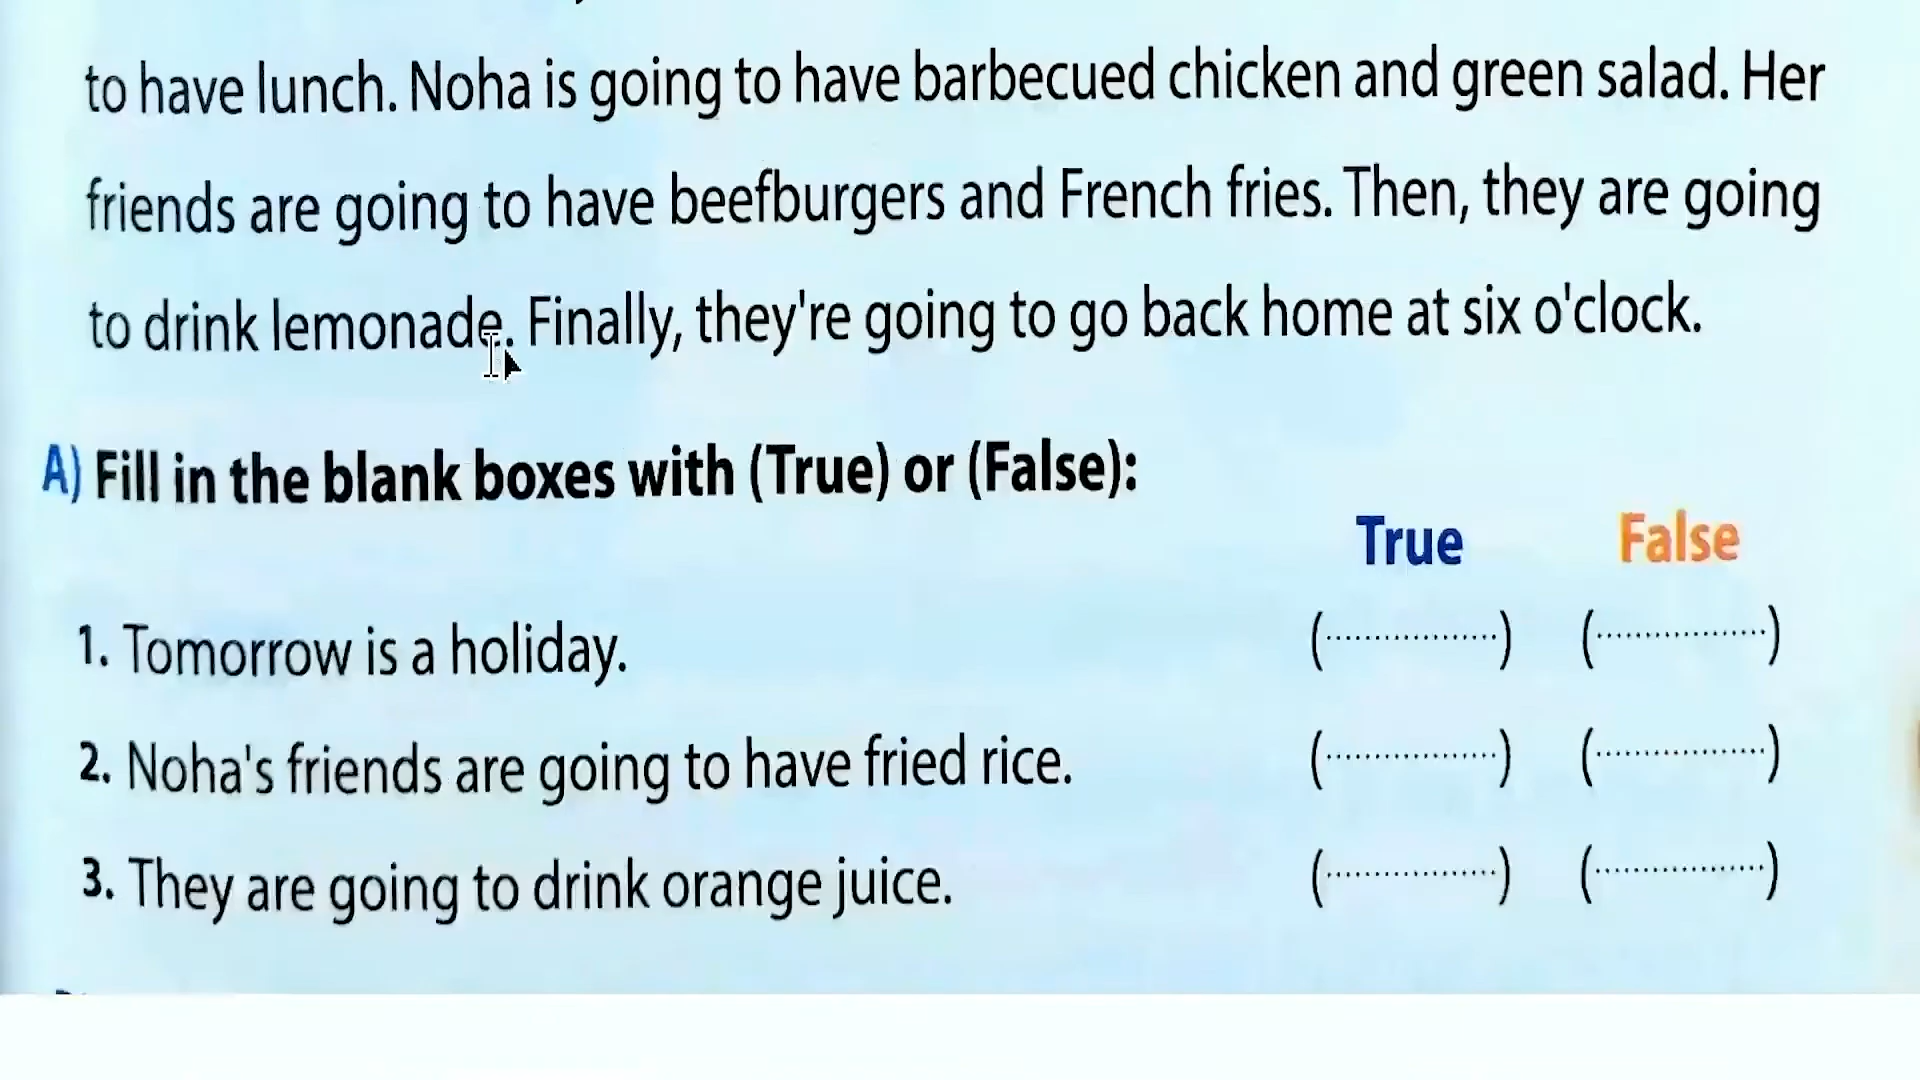 to have lunch. Noha is going to have barbecued chicken and green salad. Her
friends are going to have beefburgers and French fries. Then, they are going
to drink lemonade. Finally, they're going to go back home at six o'clock.
A) Fill in the blank boxes with (True) or (False):
True False
1. Tomorrow is a holiday. (..................) (..................)
2. Noha's friends are going to have fried rice. (..................) (..................)
3. They are going to drink orange juice. (..................) (..................)